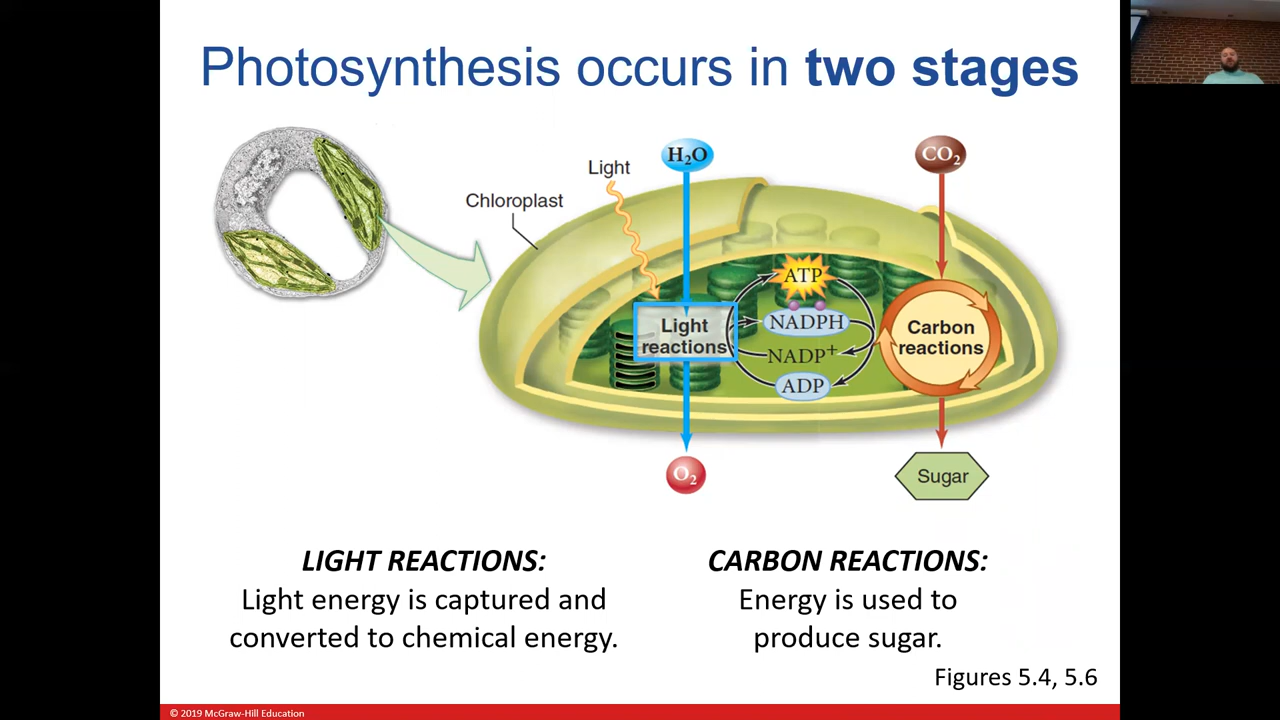 Photosynthesis occurs in two stages
Light
H₂O
CO₂
Chloroplast
ATP
Light
reactions
NADPH
NADP⁺
ADP
Carbon
reactions
O₂
Sugar
LIGHT REACTIONS:
Light energy is captured and
converted to chemical energy.
CARBON REACTIONS:
Energy is used to
produce sugar.
Figures 5.4, 5.6
© 2019 McGraw-Hill Education